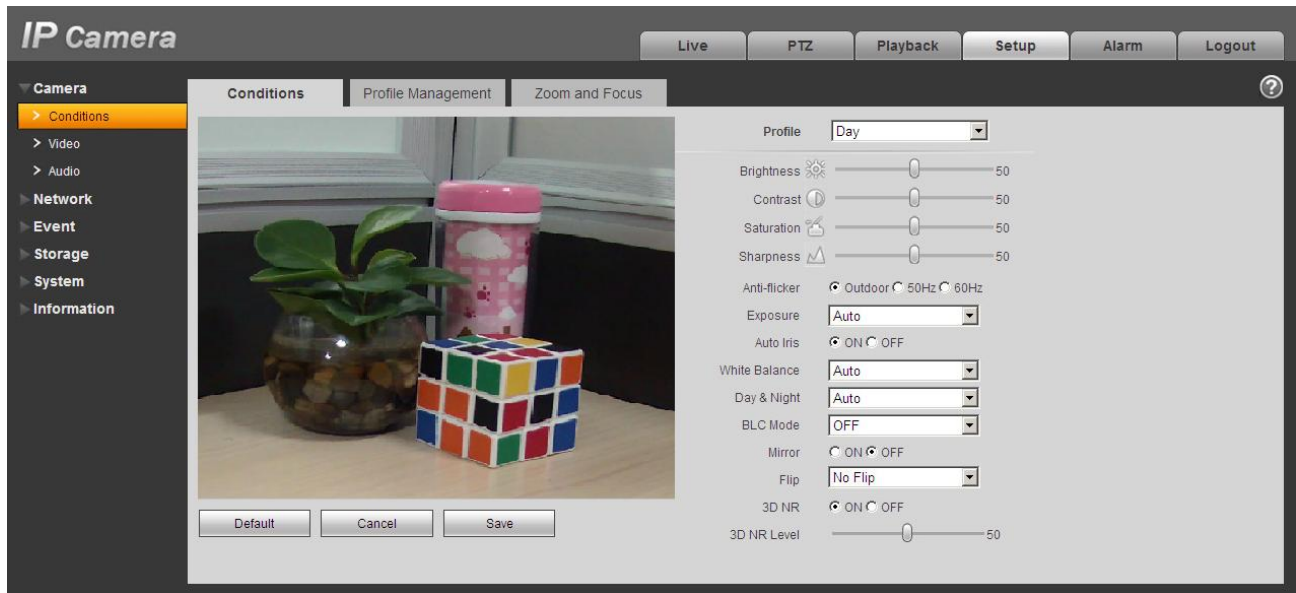 IP Camera
Live
PTZ
Playback
Setup
Alarm
Logout
Camera
Conditions
Video
Audio
Network
Event
Storage
System
Information
Conditions
Profile Management
Zoom and Focus
?
Profile Day
Brightness 50
Contrast 50
Saturation 50
Sharpness 50
Anti-flicker Outdoor 50Hz 60Hz
Exposure Auto
Auto Iris ON OFF
White Balance Auto
Day & Night Auto
BLC Mode OFF
Mirror ON OFF
Flip No Flip
3D NR ON OFF
3D NR Level 50
Default
Cancel
Save